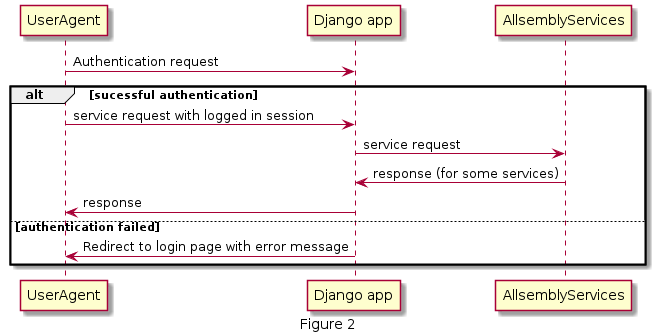 UserAgent Django app AllsemblyServices
Authentication request
alt [sucessful authentication]
service request with logged in session
service request
response (for some services)
response
[authentication failed]
Redirect to login page with error message
UserAgent Django app AllsemblyServices
Figure 2